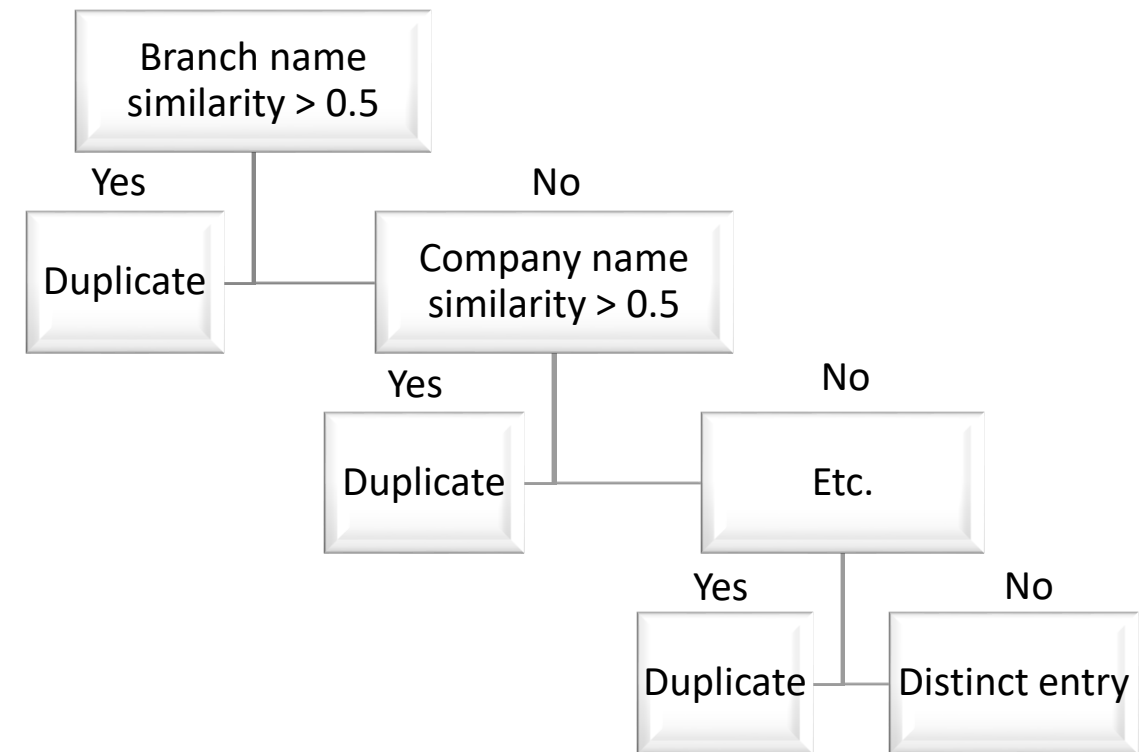 Branch name
similarity > 0.5
Yes
No
Duplicate
Company name
similarity > 0.5
Yes
No
Duplicate
Etc.
Yes
No
Duplicate
Distinct entry